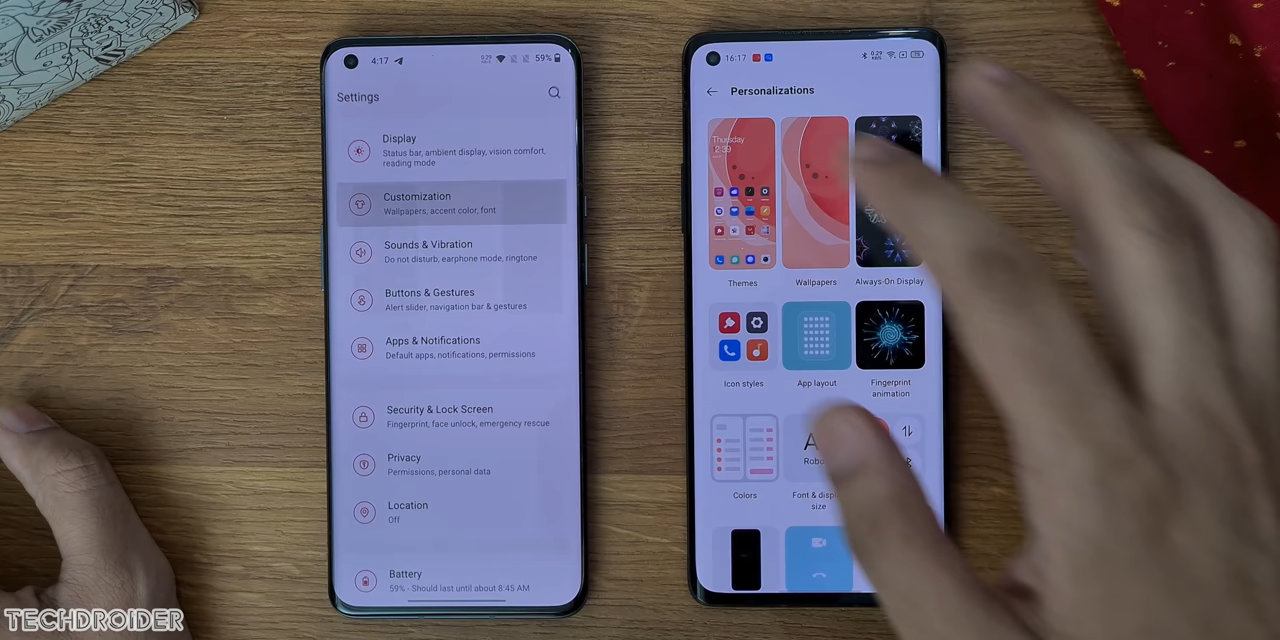 4:17
59%
Settings
Display
Status bar, ambient display, vision comfort,
reading mode
Customization
Wallpapers, accent color, font
Sounds & Vibration
Do not disturb, earphone mode, ringtone
Buttons & Gestures
Alert slider, navigation bar & gestures
Apps & Notifications
Default apps, notifications, permissions
Security & Lock Screen
Fingerprint, face unlock, emergency rescue
Privacy
Permissions, personal data
Location
Off
Battery
59% - Should last until about 8:45 AM
16:17
0.29
Personalizations
Thursday
Themes
Wallpapers
Always-On Display
Icon styles
App layout
Fingerprint
animation
Colors
Font & displ
size
TECHDROIDER